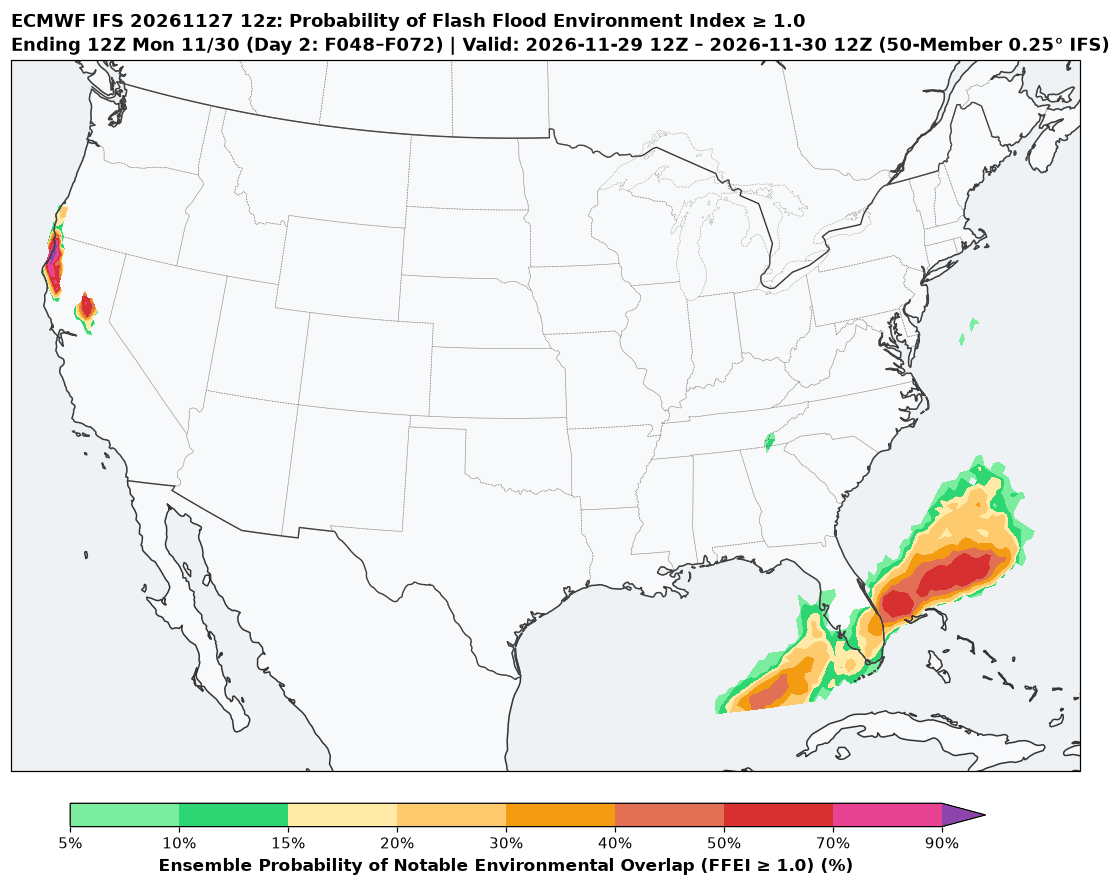 ECMWF IFS 20261127 12z: Probability of Flash Flood Environment Index ≥ 1.0
Ending 12Z Mon 11/30 (Day 2: F048–F072) | Valid: 2026-11-29 12Z – 2026-11-30 12Z (50-Member 0.25° IFS)
5% 10% 15% 20% 30% 40% 50% 70% 90%
Ensemble Probability of Notable Environmental Overlap (FFEI ≥ 1.0) (%)